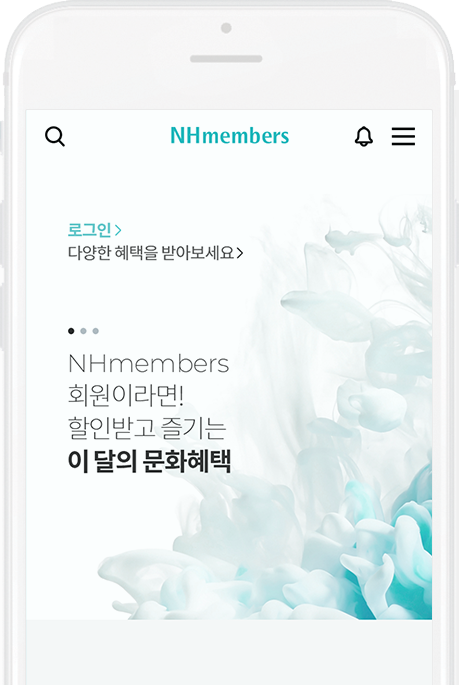 NHmembers
로그인 >
다양한 혜택을 받아보세요 >
NHmembers
회원이라면!
할인받고 즐기는
이 달의 문화혜택